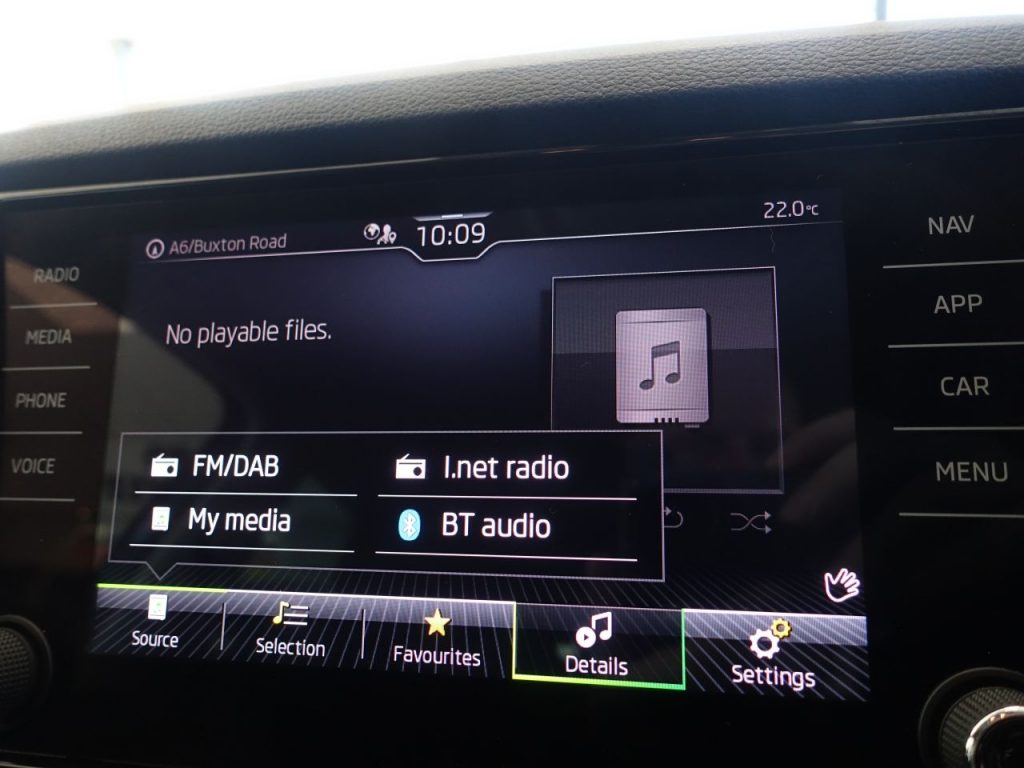 A6/Buxton Road
10:09
22.0°C
RADIO
MEDIA
PHONE
VOICE
No playable files.
FM/DAB
I.net radio
My media
BT audio
Source
Selection
Favourites
Details
Settings
NAV
APP
CAR
MENU